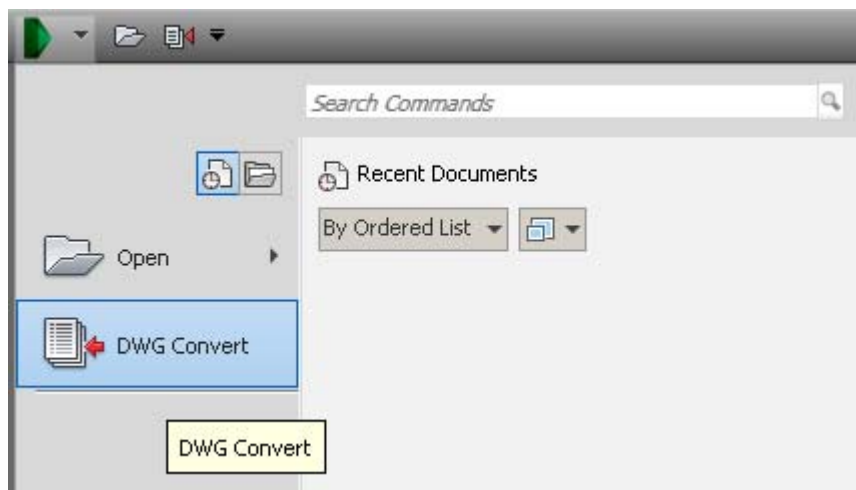 Search Commands
Recent Documents
By Ordered List
Open
DWG Convert
DWG Convert